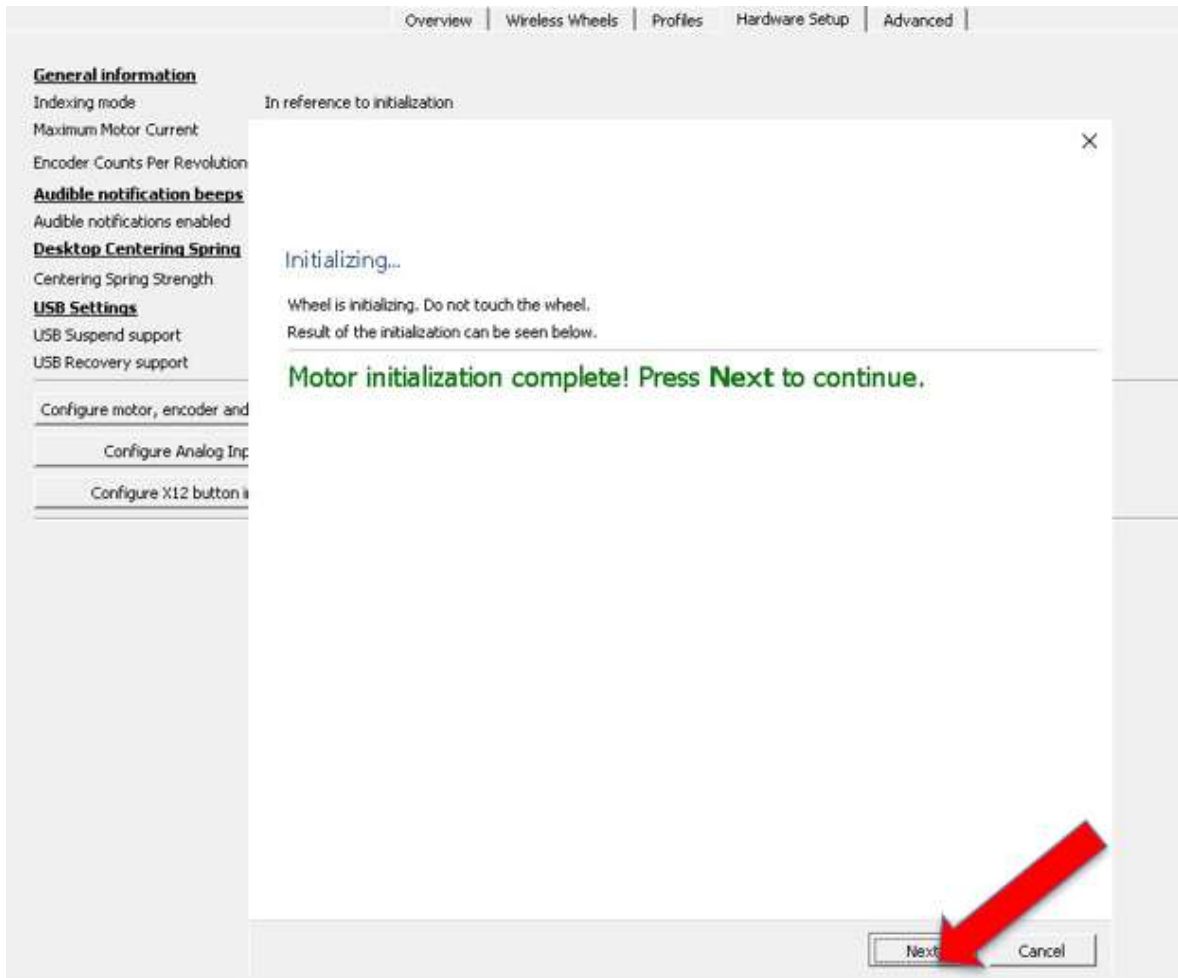 Overview | Wireless Wheels | Profiles Hardware Setup | Advanced |
General information
Indexing mode In reference to initialization
Maximum Motor Current
Encoder Counts Per Revolution
Audible notification beeps
Audible notifications enabled
Desktop Centering Spring
Centering Spring Strength
USB Settings
USB Suspend support
USB Recovery support
Configure motor, encoder and
Configure Analog Inp
Configure X12 button i
Initializing...
Wheel is initializing. Do not touch the wheel.
Result of the initialization can be seen below.
Motor initialization complete! Press Next to continue.
Next Cancel